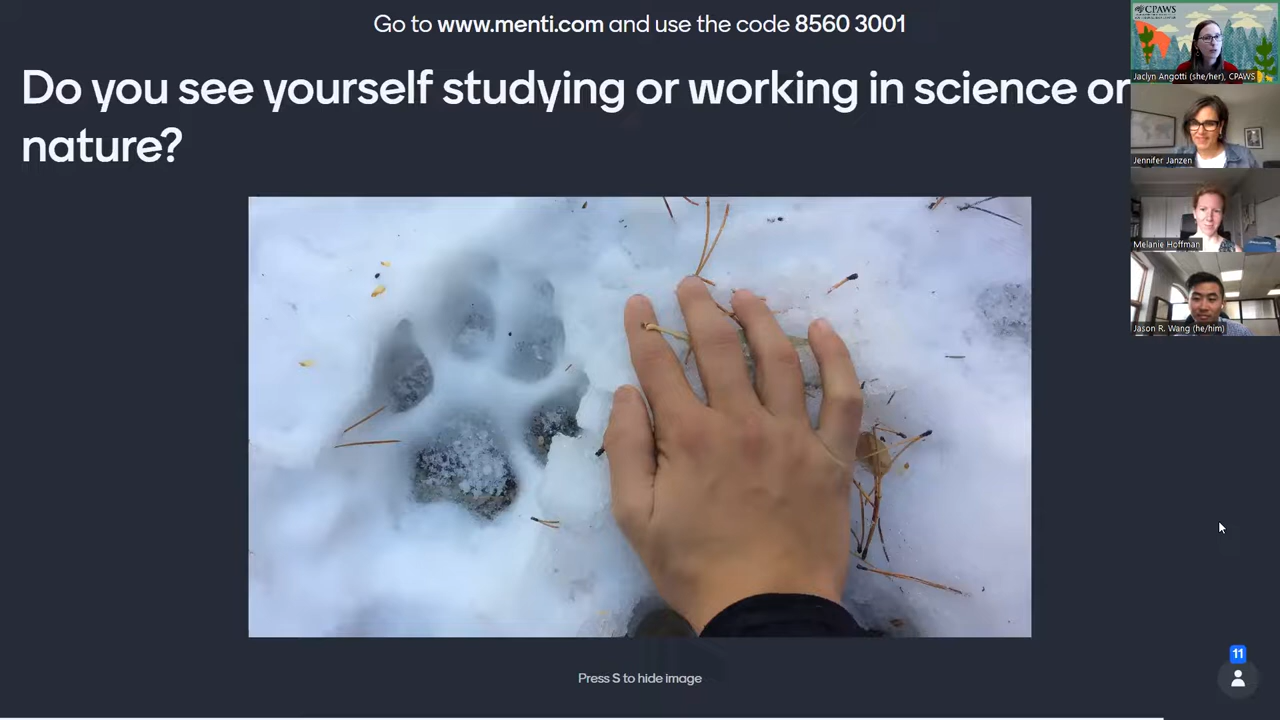 Go to www.menti.com and use the code 8560 3001
Do you see yourself studying or working in science or
nature?
CPAWS
Jaclyn Angotti (she/her), CPAWS
Jennifer Janzen
Melanie Hoffman
Jason R. Wang (he/him)
11
Press S to hide image